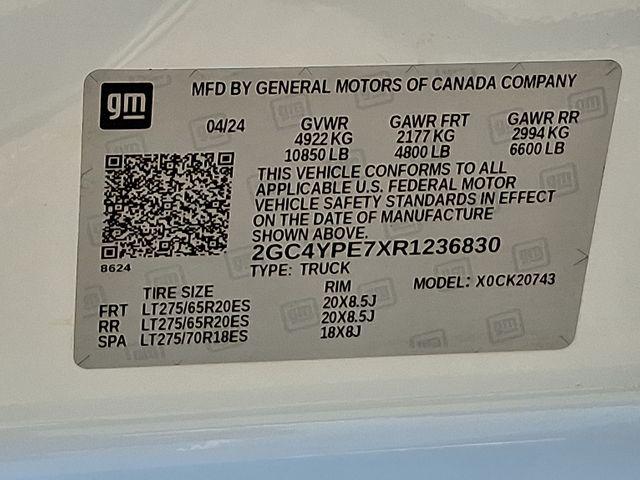 gm
MFD BY GENERAL MOTORS OF CANADA COMPANY
04/24 GVWR GAWR FRT GAWR RR
4922 KG 2177 KG 2994 KG
10850 LB 4800 LB 6600 LB
THIS VEHICLE CONFORMS TO ALL
APPLICABLE U.S. FEDERAL MOTOR
VEHICLE SAFETY STANDARDS IN EFFECT
ON THE DATE OF MANUFACTURE
SHOWN ABOVE.
2GC4YPE7XR1236830
8624
TYPE: TRUCK MODEL: X0CK20743
TIRE SIZE RIM
FRT LT275/65R20ES 20X8.5J
RR LT275/65R20ES 20X8.5J
SPA LT275/70R18ES 18X8J